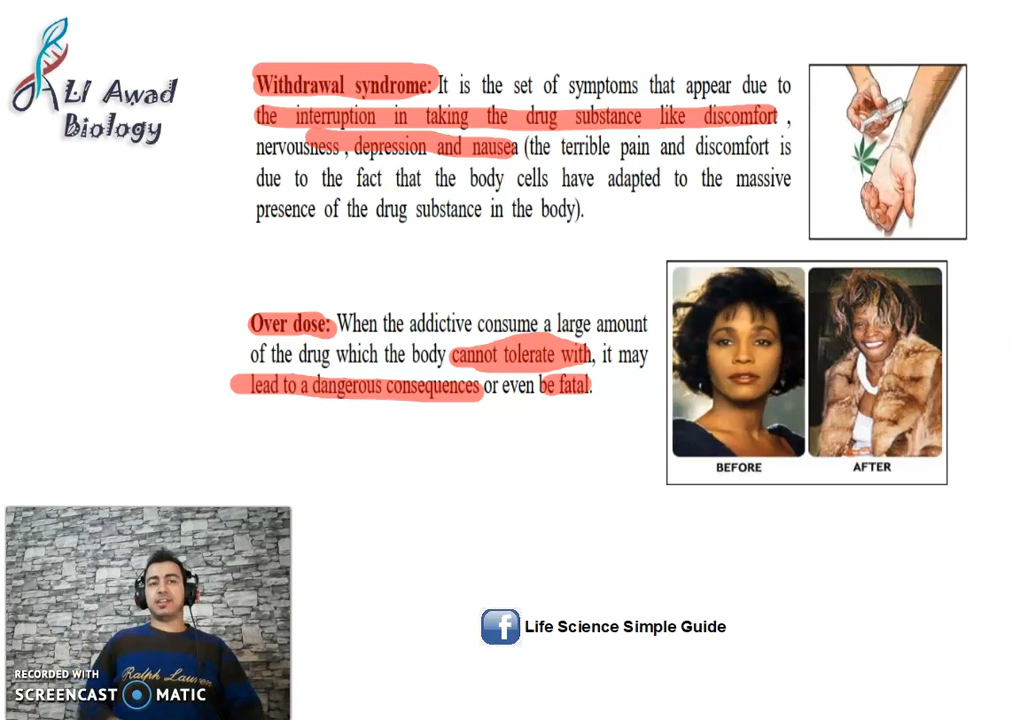 ALI Awad
Biology
Withdrawal syndrome: It is the set of symptoms that appear due to
the interruption in taking the drug substance like discomfort ,
nervousness , depression and nausea (the terrible pain and discomfort is
due to the fact that the body cells have adapted to the massive
presence of the drug substance in the body).
Over dose: When the addictive consume a large amount
of the drug which the body cannot tolerate with, it may
lead to a dangerous consequences or even be fatal.
BEFORE
AFTER
f Life Science Simple Guide
Ralph Lauren
RECORDED WITH
SCREENCAST MATIC